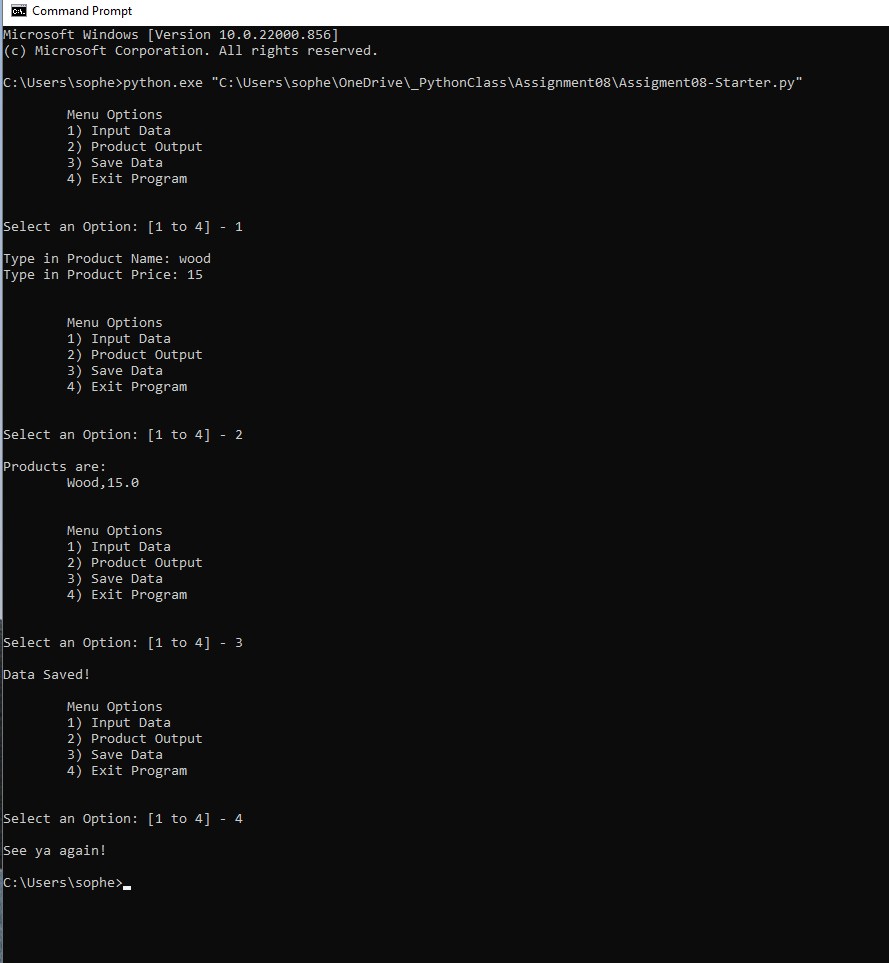 Command Prompt
Microsoft Windows [Version 10.0.22000.856]
(c) Microsoft Corporation. All rights reserved.
C:\Users\sophe>python.exe "C:\Users\sophe\OneDrive\_PythonClass\Assignment08\Assigment08-Starter.py"
Menu Options
1) Input Data
2) Product Output
3) Save Data
4) Exit Program
Select an Option: [1 to 4] - 1
Type in Product Name: wood
Type in Product Price: 15
Menu Options
1) Input Data
2) Product Output
3) Save Data
4) Exit Program
Select an Option: [1 to 4] - 2
Products are:
Wood,15.0
Menu Options
1) Input Data
2) Product Output
3) Save Data
4) Exit Program
Select an Option: [1 to 4] - 3
Data Saved!
Menu Options
1) Input Data
2) Product Output
3) Save Data
4) Exit Program
Select an Option: [1 to 4] - 4
See ya again!
C:\Users\sophe>